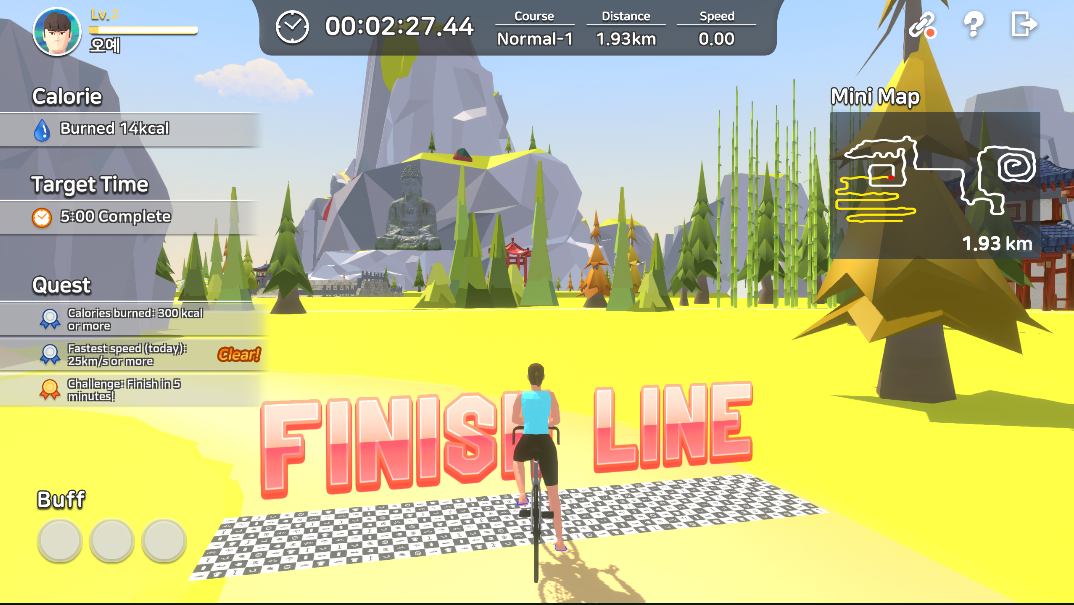 Lv.7
오예
00:02:27.44
Course
Normal-1
Distance
1.93km
Speed
0.00
Calorie
Burned 14kcal
Target Time
5:00 Complete
Quest
Calories burned: 300 kcal
or more
Fastest speed (today):
25km/s or more
Clear!
Challenge: Finish in 5
minutes!
Buff
Mini Map
1.93 km
FINISH LINE